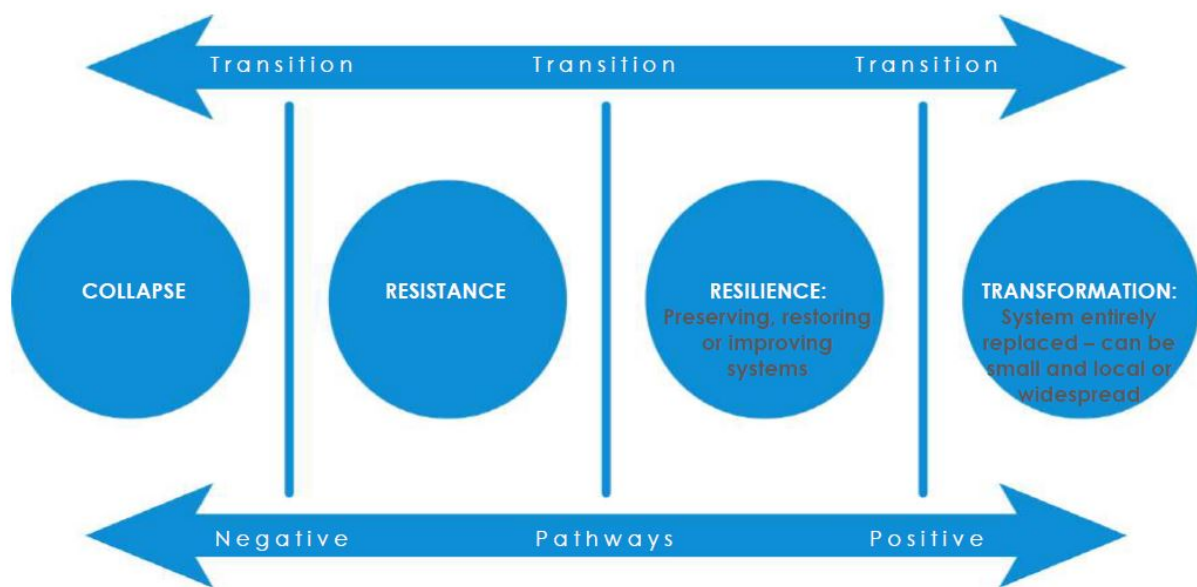 Transition Transition Transition
COLLAPSE
RESISTANCE
RESILIENCE:
Preserving, restoring
or improving
systems
TRANSFORMATION:
System entirely
replaced – can be
small and local or
widespread
Negative Pathways Positive